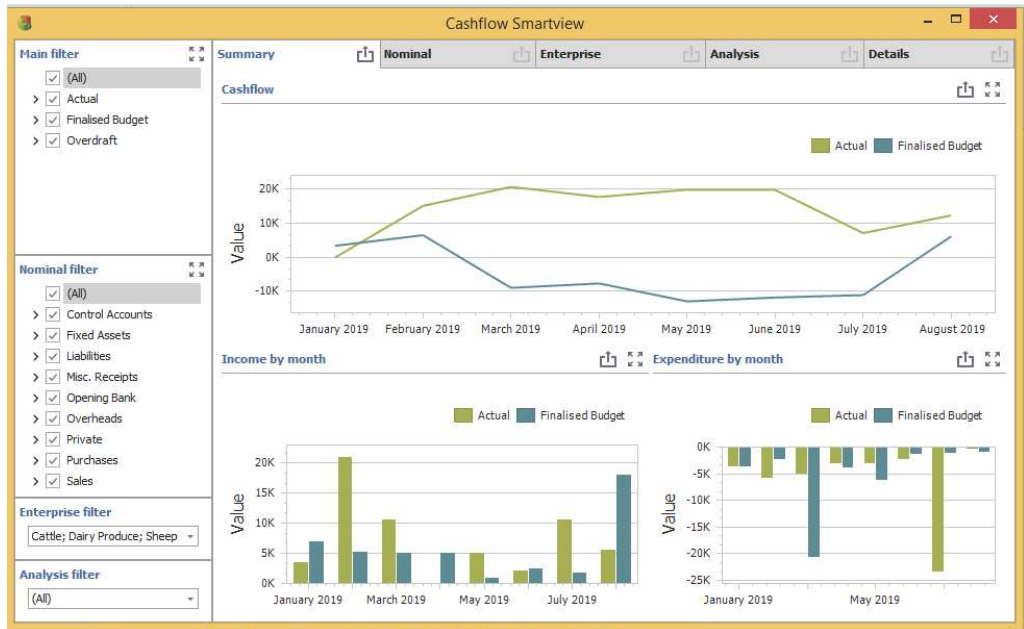 Cashflow Smartview
Main filter
(All)
Actual
Finalised Budget
Overdraft
Nominal filter
(All)
Control Accounts
Fixed Assets
Liabilities
Misc. Receipts
Opening Bank
Overheads
Private
Purchases
Sales
Enterprise filter
Cattle; Dairy Produce; Sheep
Analysis filter
(All)
Summary Nominal Enterprise Analysis Details
Cashflow
Actual Finalised Budget
Value
20K
10K
0K
-10K
January 2019 February 2019 March 2019 April 2019 May 2019 June 2019 July 2019 August 2019
Income by month
Actual Finalised Budget
Value
20K
15K
10K
5K
0K
January 2019 March 2019 May 2019 July 2019
Expenditure by month
Actual Finalised Budget
Value
0K
-5K
-10K
-15K
-20K
-25K
January 2019 May 2019